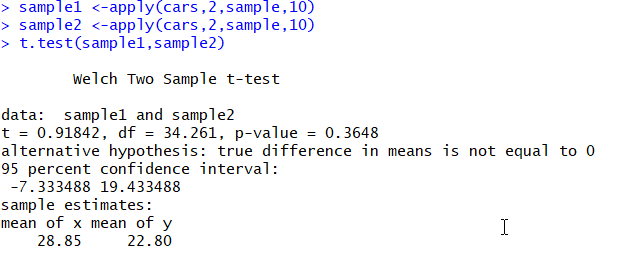 > sample1 <-apply(cars,2,sample,10)
> sample2 <-apply(cars,2,sample,10)
> t.test(sample1,sample2)
Welch Two Sample t-test
data:  sample1 and sample2
t = 0.91842, df = 34.261, p-value = 0.3648
alternative hypothesis: true difference in means is not equal to 0
95 percent confidence interval:
-7.333488 19.433488
sample estimates:
mean of x mean of y
28.85     22.80